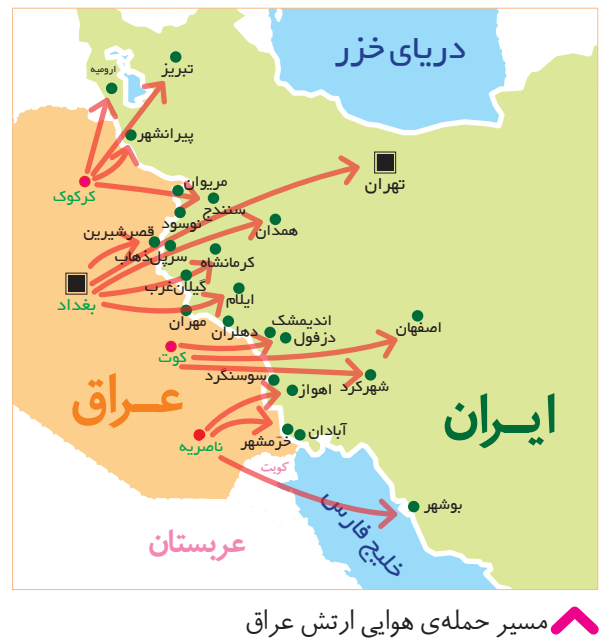 دریای خزر
تبریز
ارومیه
پیرانشهر
تهران
کرکوک
مریوان
سنندج
نوسود
همدان
قصرشیرین
سرپل‌ذهاب
کرمانشاه
گیلان‌غرب
بغداد
ایلام
مهران
اندیمشک
دهلران
دزفول
اصفهان
کوت
سوسنگرد
شهرکرد
اهواز
عراق
ایران
آبادان
خرمشهر
ناصریه
کویت
بوشهر
خلیج فارس
عربستان
مسیر حمله‌ی هوایی ارتش عراق